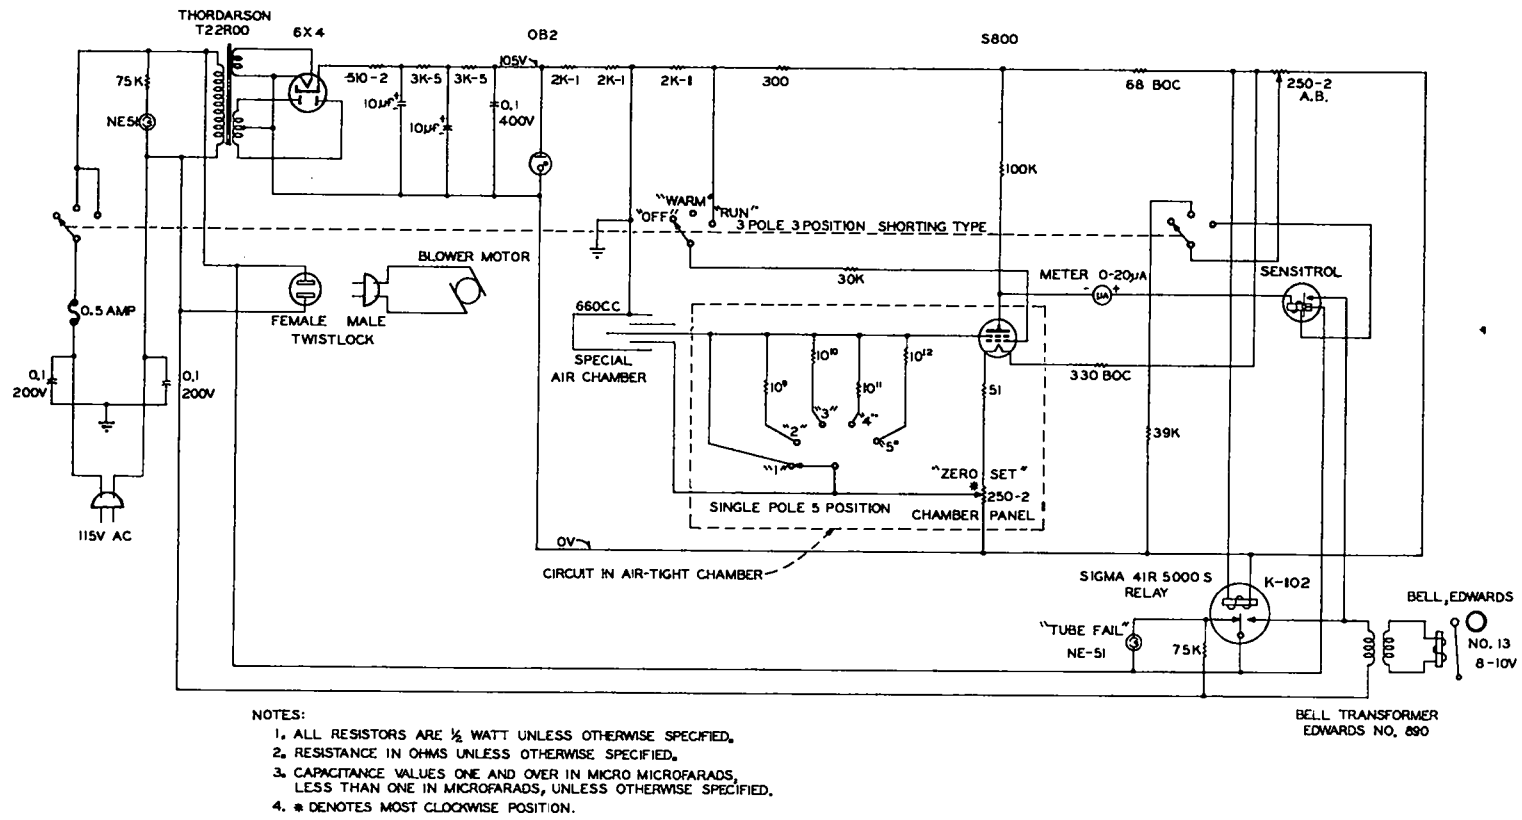 THORDARSON
T22R00
6X4
OB2
S800
105V
510-2
3K-5
3K-5
2K-1
2K-1
2K-1
300
68 BOC
250-2
A.B.
75K
NE51
10µf
+
-
10µf
+
-
0.1
400V
100K
"WARM"
"OFF"
"RUN"
3 POLE 3 POSITION SHORTING TYPE
BLOWER MOTOR
30K
METER 0-20µA
- µA +
SENSITROL
0.5 AMP
FEMALE MALE
TWISTLOCK
660CC
SPECIAL
AIR CHAMBER
10⁹
10¹⁰
10¹¹
10¹²
330 BOC
51
0.1
200V
0.1
200V
39K
"1"
"2"
"3"
"4"
"5"
"ZERO SET"
*
250-2
SINGLE POLE 5 POSITION
CHAMBER PANEL
115V AC
0V
CIRCUIT IN AIR-TIGHT CHAMBER
SIGMA 41R 5000 S
RELAY
K-102
BELL, EDWARDS
NO. 13
8-10V
"TUBE FAIL"
NE-51
75K
BELL TRANSFORMER
EDWARDS NO. 890
NOTES:
1. ALL RESISTORS ARE ½ WATT UNLESS OTHERWISE SPECIFIED.
2. RESISTANCE IN OHMS UNLESS OTHERWISE SPECIFIED.
3. CAPACITANCE VALUES ONE AND OVER IN MICRO MICROFARADS,
LESS THAN ONE IN MICROFARADS, UNLESS OTHERWISE SPECIFIED.
4. * DENOTES MOST CLOCKWISE POSITION.